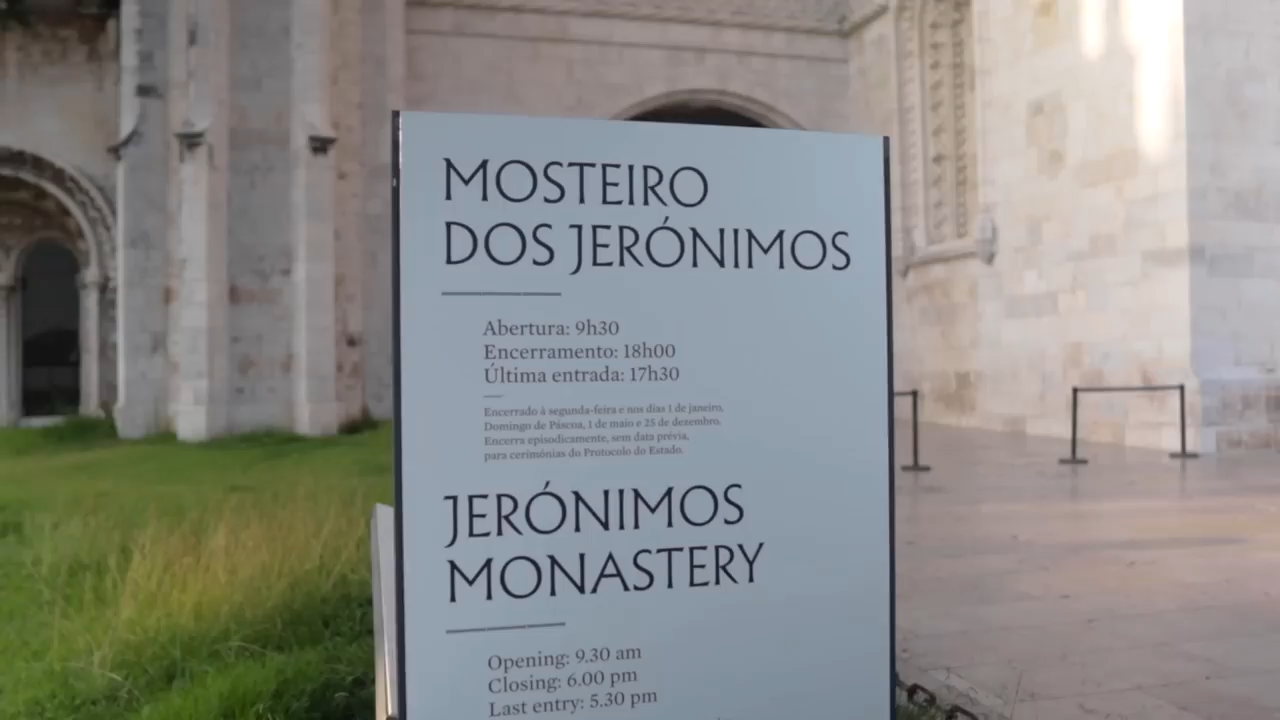 MOSTEIRO
DOS JERÓNIMOS
Abertura: 9h30
Encerramento: 18h00
Última entrada: 17h30
Encerrado à segunda-feira e nos dias 1 de janeiro,
Domingo de Páscoa, 1 de maio e 25 de dezembro.
Encerra episodicamente, sem data prévia,
para cerimónias do Protocolo do Estado.
JERÓNIMOS
MONASTERY
Opening: 9.30 am
Closing: 6.00 pm
Last entry: 5.30 pm